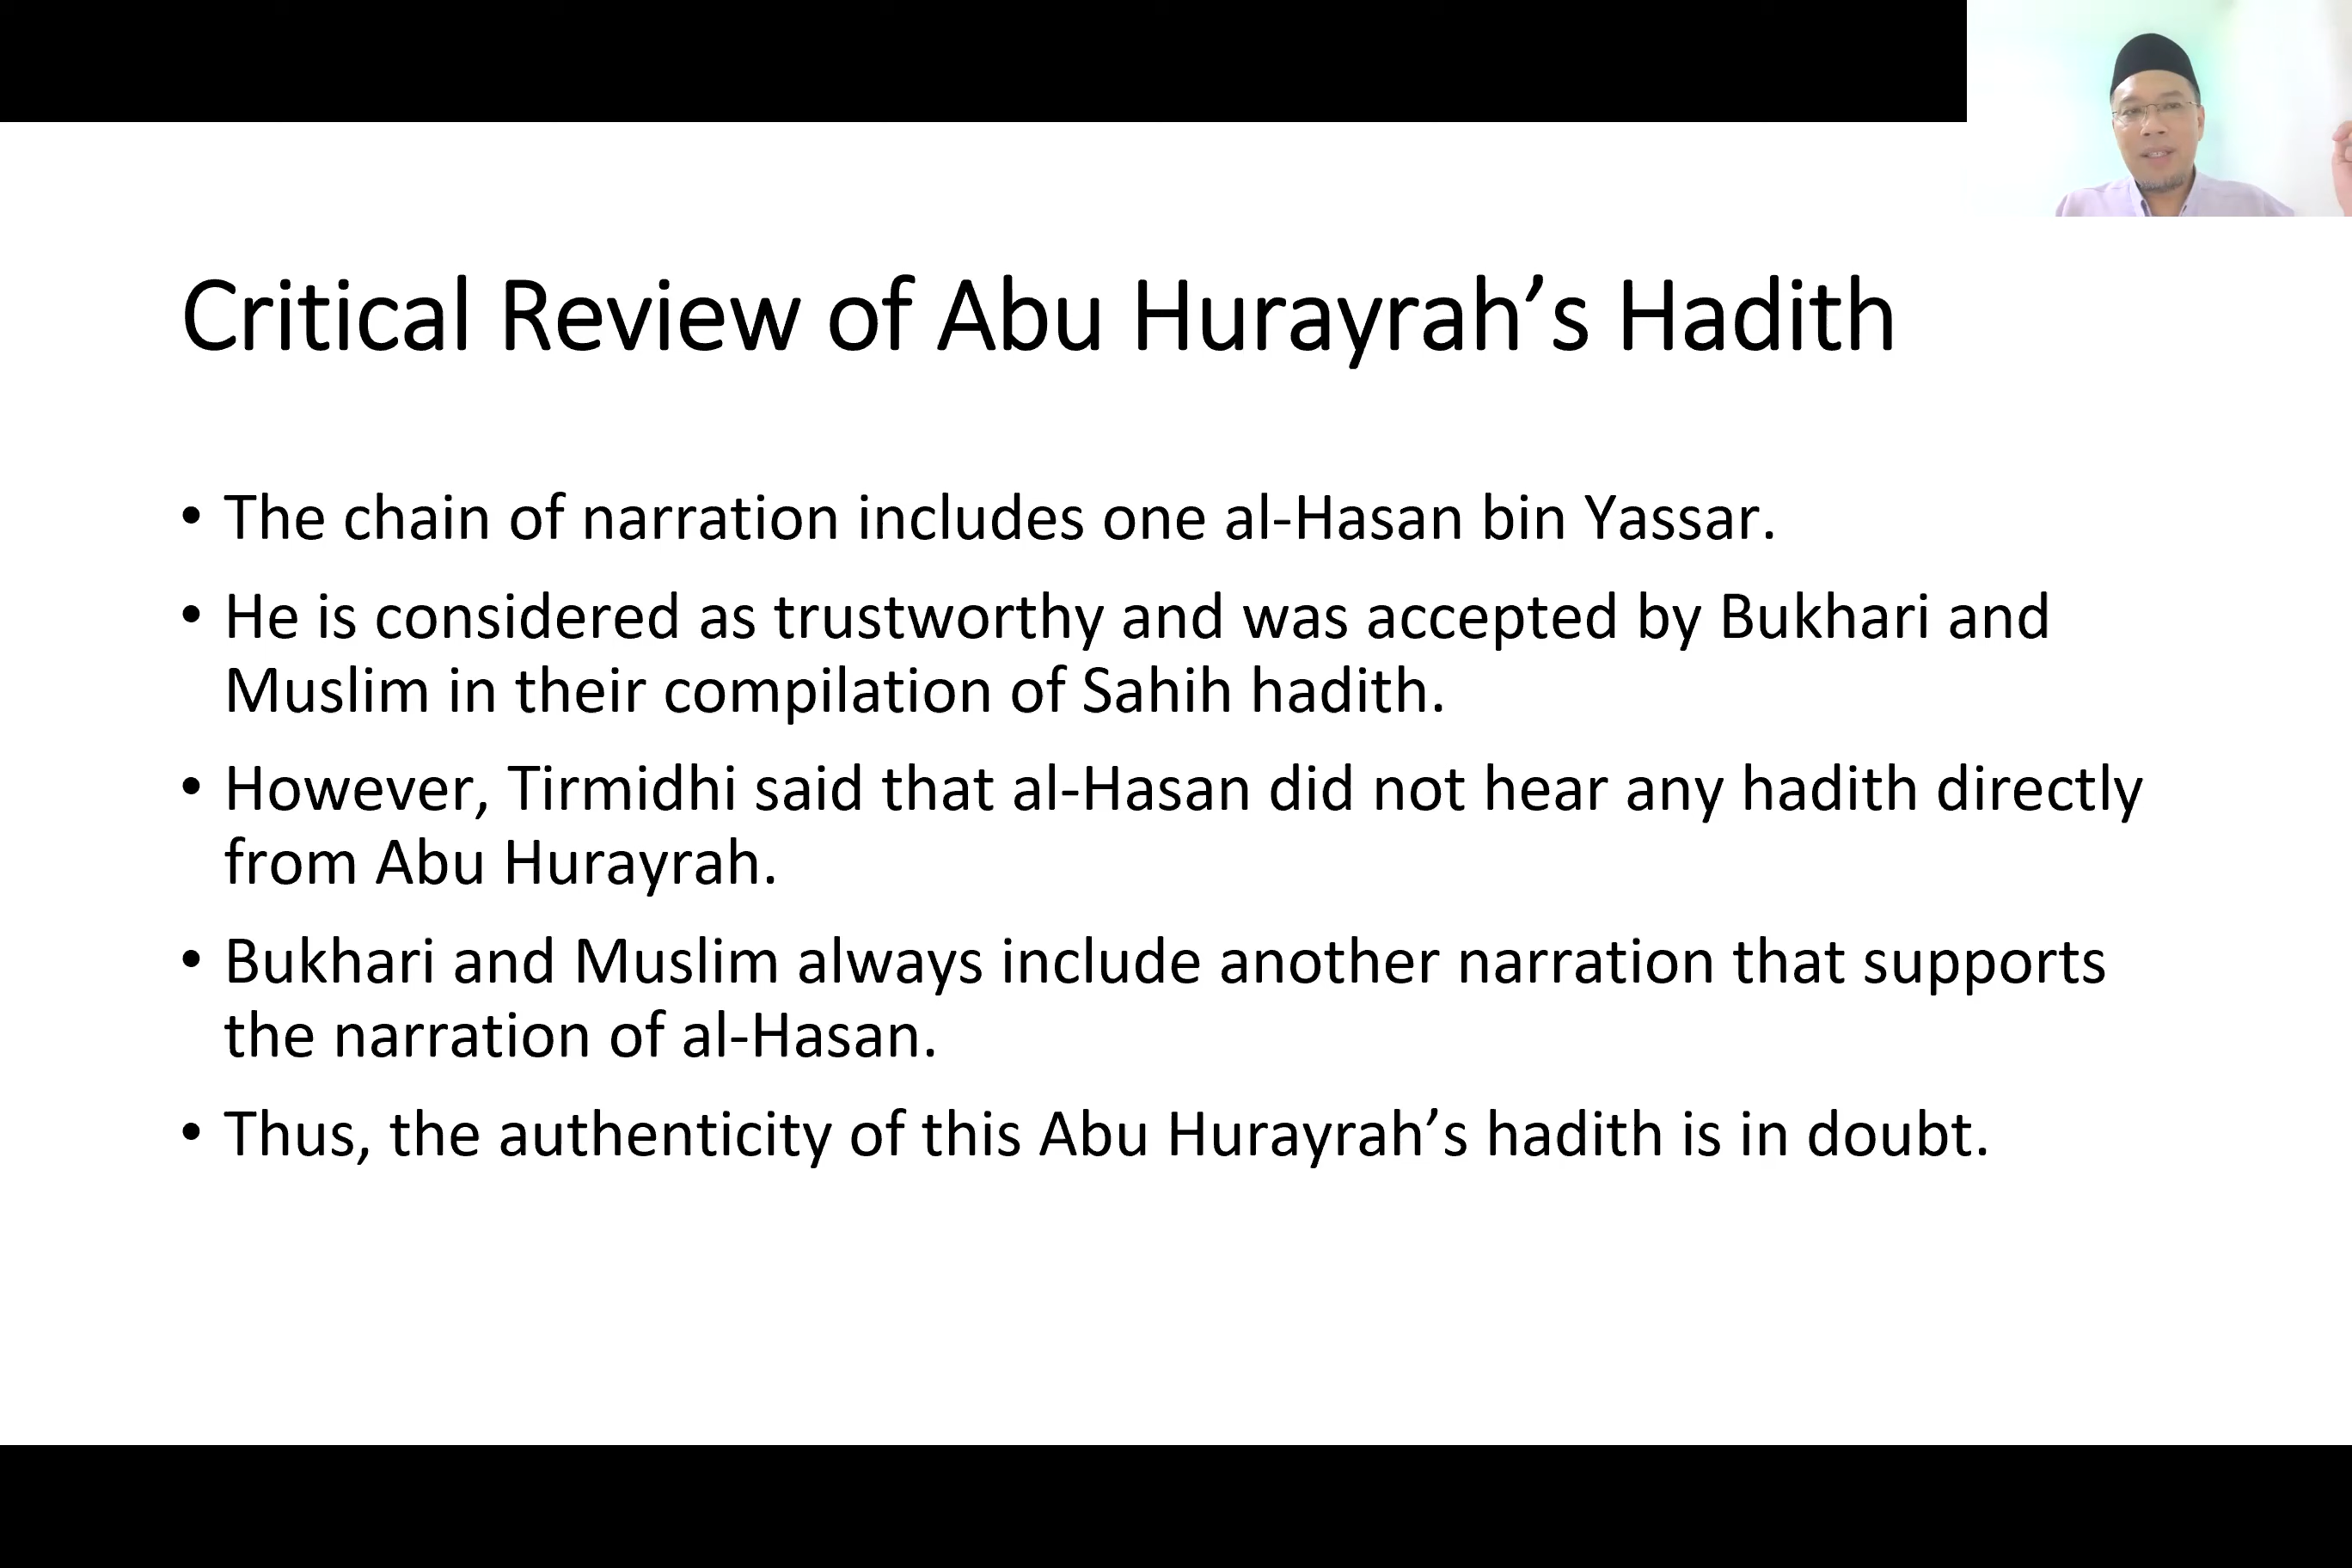 Critical Review of Abu Hurayrah’s Hadith
• The chain of narration includes one al-Hasan bin Yassar.
• He is considered as trustworthy and was accepted by Bukhari and
Muslim in their compilation of Sahih hadith.
• However, Tirmidhi said that al-Hasan did not hear any hadith directly
from Abu Hurayrah.
• Bukhari and Muslim always include another narration that supports
the narration of al-Hasan.
• Thus, the authenticity of this Abu Hurayrah’s hadith is in doubt.